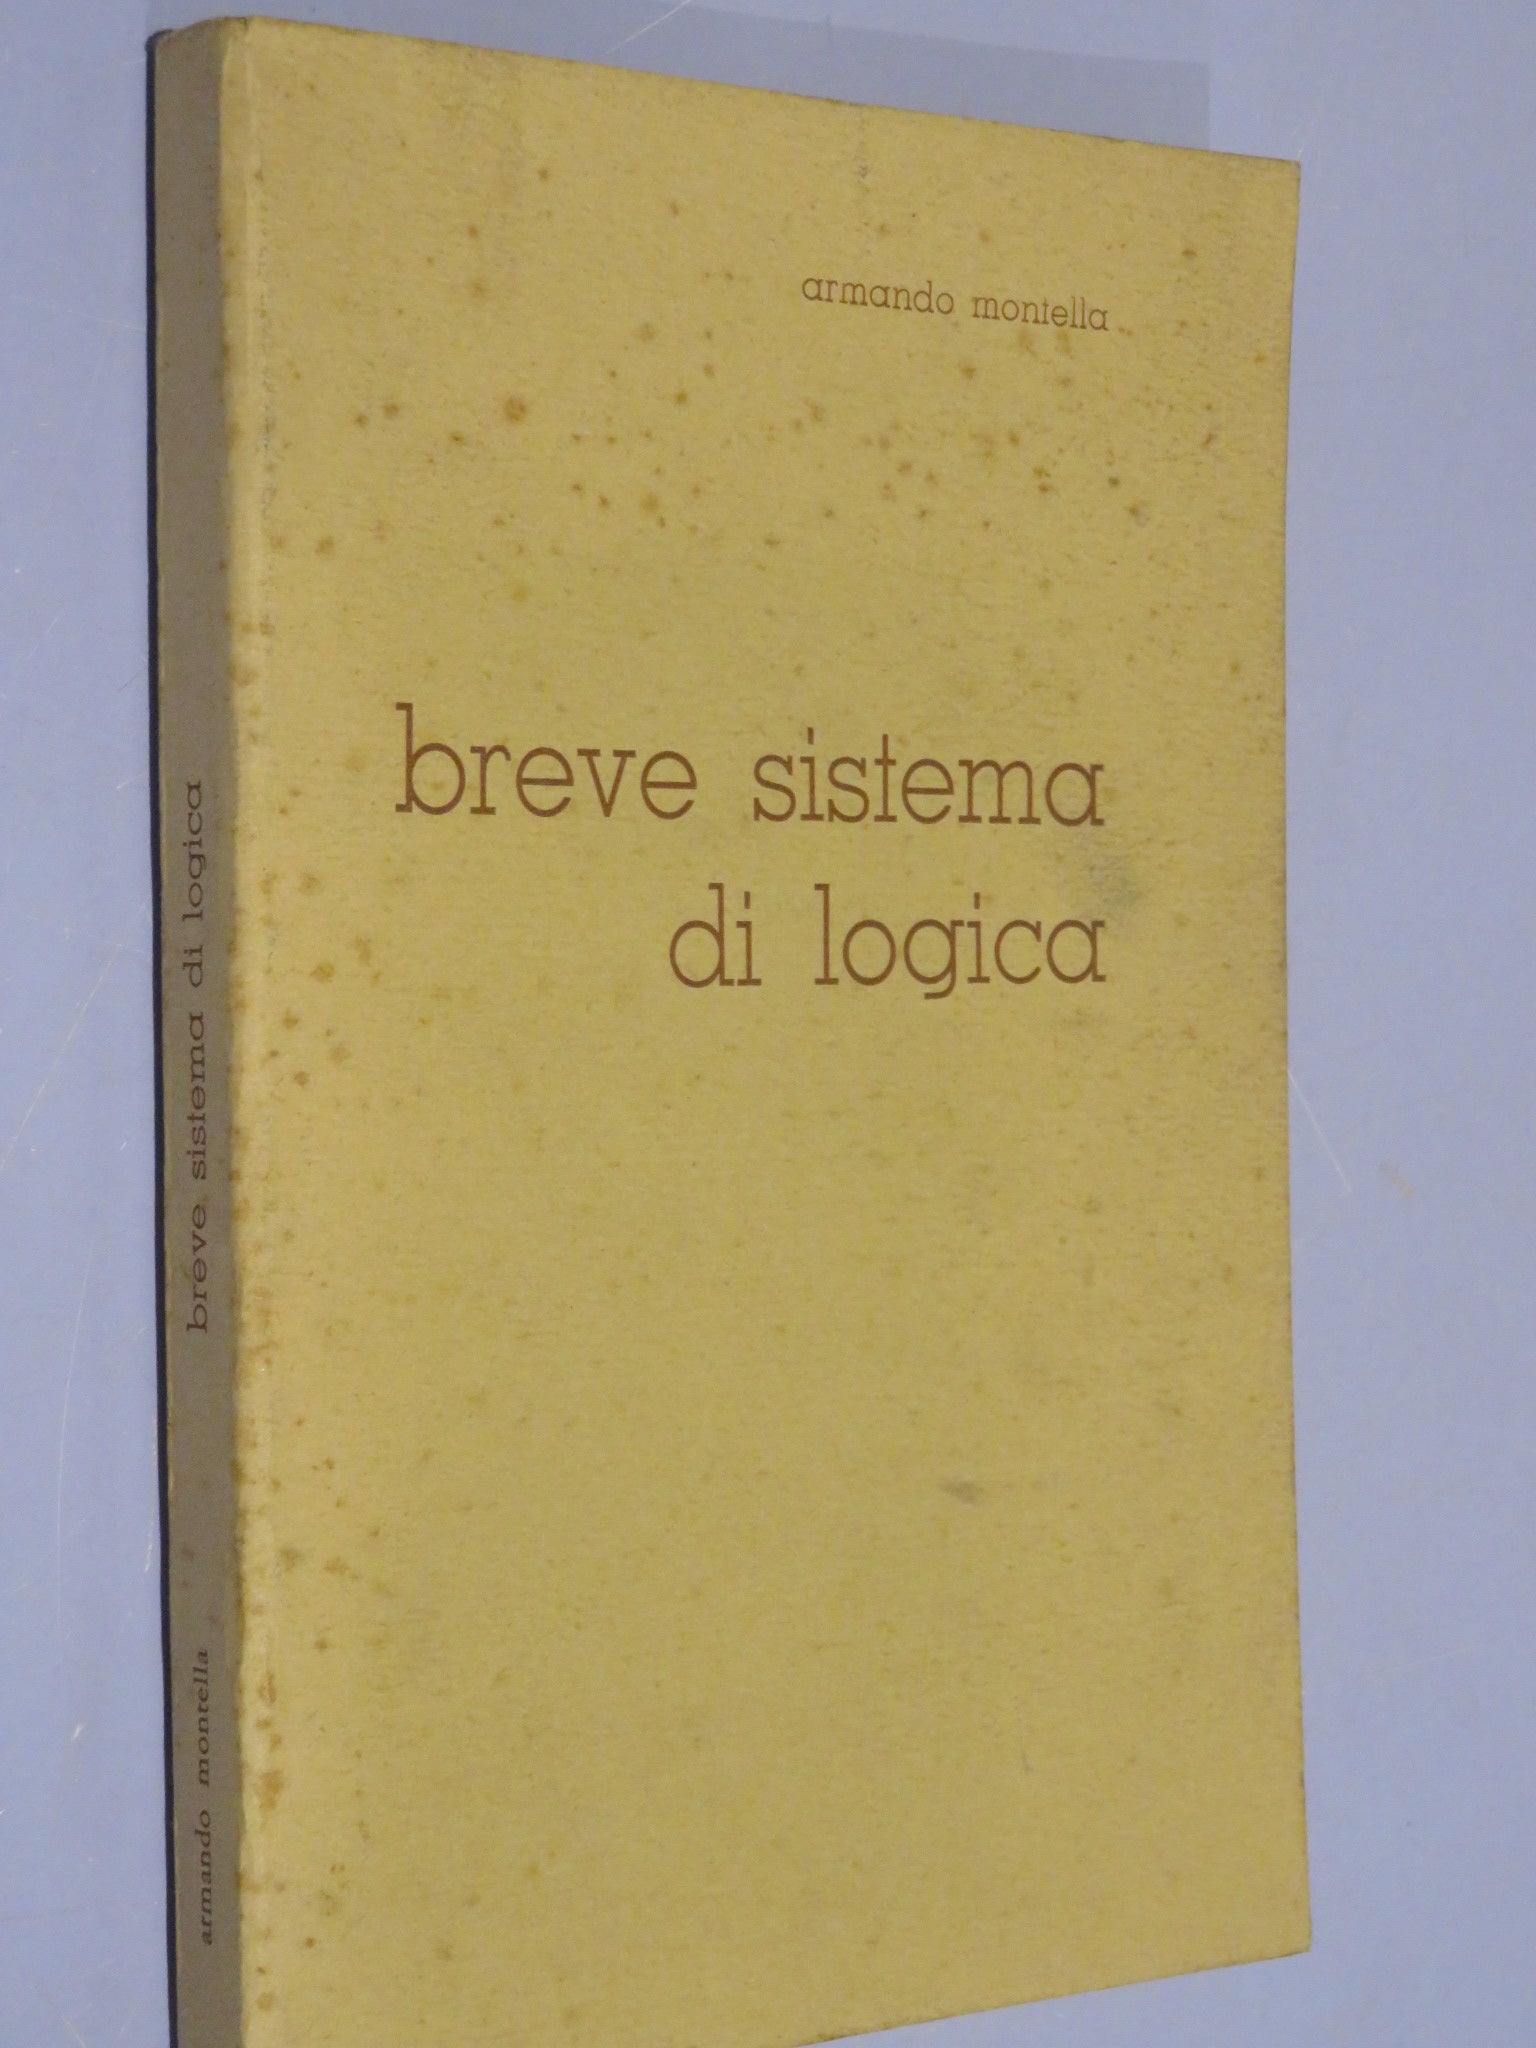 armando montella
breve sistema
di logica
breve sistema di logica
armando montella